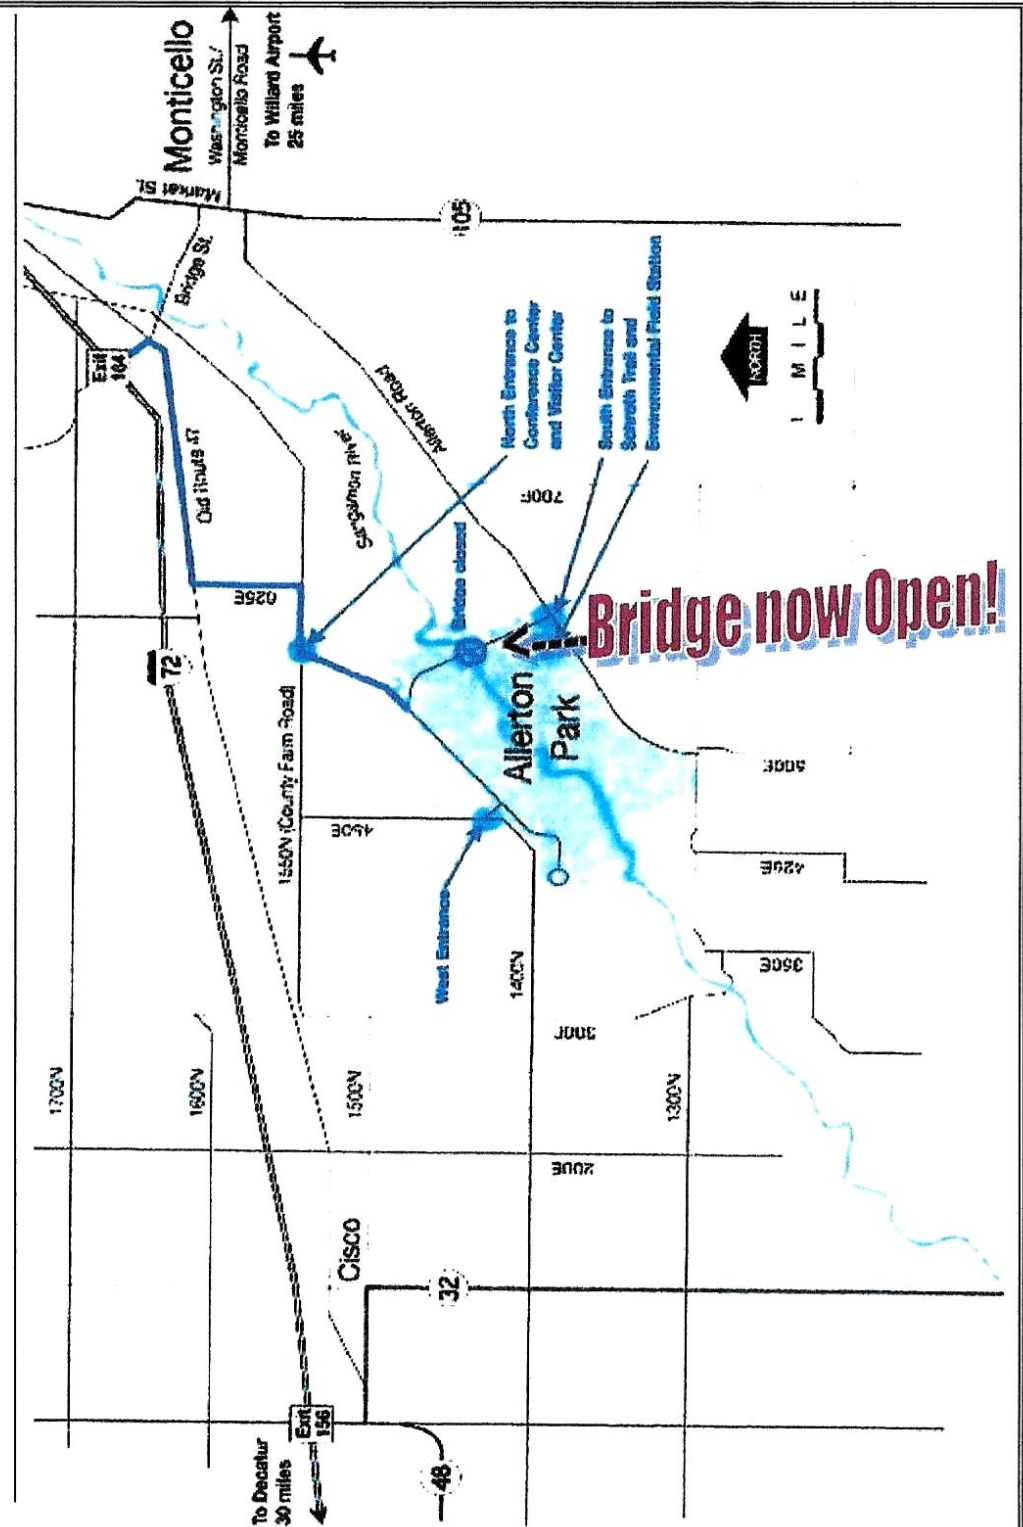 Monticello
Washington St./
Monticello Road
To Willard Airport
25 miles
Market St.
Bridge St.
105
Exit
164
Old Route 47
Sangamon River
Allerton Road
North Entrance to
Conference Center
and Visitor Center
South Entrance to
Schroth Trail and
Environmental Field Station
NORTH
1 MILE
700E
625E
Bridge closed
Bridge now Open!
72
1550N (County Farm Road)
Allerton
Park
450E
500E
425E
West Entrance
1400N
350E
300E
1700N
1600N
1500N
1300N
200E
Cisco
32
Exit
156
To Decatur
30 miles
48